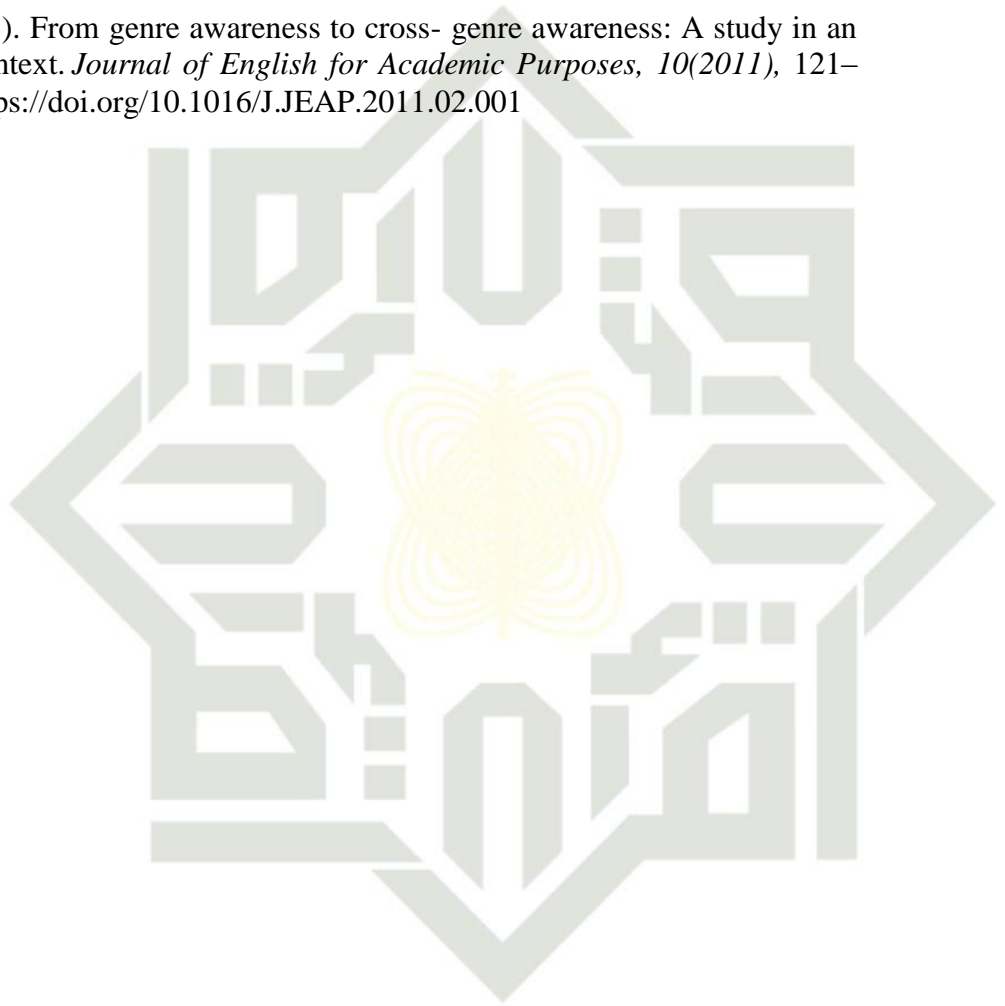 ). From genre awareness to cross- genre awareness: A study in an
ntext. Journal of English for Academic Purposes, 10(2011), 121–
ps://doi.org/10.1016/J.JEAP.2011.02.001